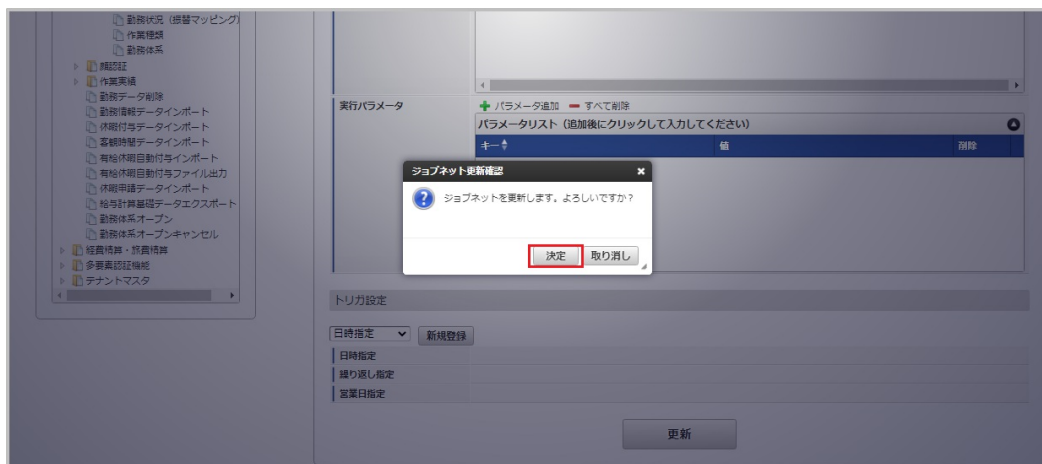 勤務状況（振替マッピング）
作業種類
勤務体系
顔認証
作業実績
勤務データ削除
勤務情報データインポート
休暇付与データインポート
客観時間データインポート
有給休暇自動付与インポート
有給休暇自動付与ファイル出力
休暇申請データインポート
給与計算基礎データエクスポート
勤務体系オープン
勤務体系オープンキャンセル
経費精算・旅費精算
多要素認証機能
テナントマスタ
実行パラメータ
パラメータ追加 すべて削除
パラメータリスト（追加後にクリックして入力してください）
キー 値 削除
ジョブネット更新確認
ジョブネットを更新します。よろしいですか？
決定 取り消し
トリガ設定
日時指定 新規登録
日時指定
繰り返し指定
営業日指定
更新